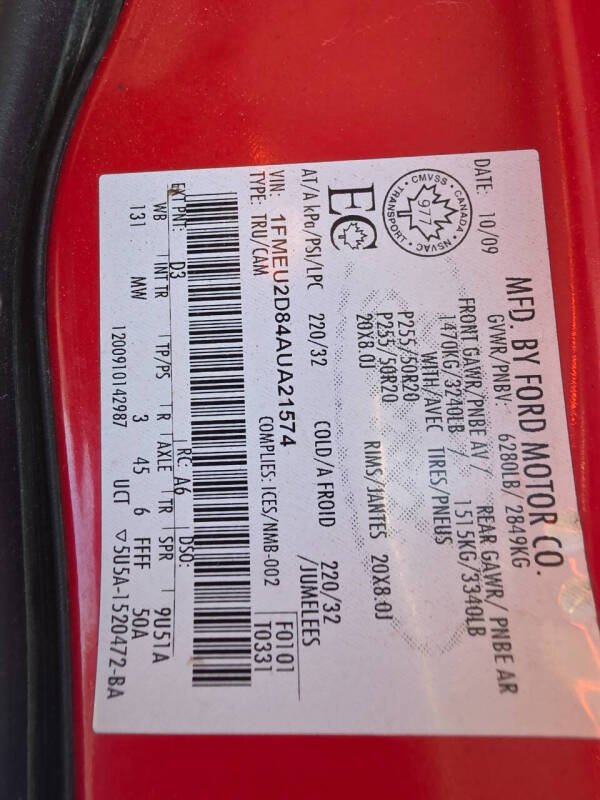 MFD. BY FORD MOTOR CO.
DATE: 10/09
GVWR/PNBV: 6280LB/ 2849KG
FRONT GAWR/PNBE AV/ REAR GAWR/ PNBE AR
1470KG/3240LB / 1515KG/3340LB
WITH/AVEC TIRES/PNEUS
P255/50R20
P255/50R20
20X8.0J RIMS/JANTES 20X8.0J
CMVSS • CANADA • NSVAC • TRANSPORT •
977
EC
AT/A kPa/PSI/LPC 220/32 COLD/A FROID 220/32
/JUMELEES
VIN: 1FMEU2D84AUA21574
TYPE: TRU/CAM COMPLIES: ICES/NMB-002
F0101
T0331
EXT PNT: D3 RC: A6 DSO:
WB INT TR TP/PS R AXLE TR SPR 9U51A
131 MW 3 45 6 FFFF 50A
1200910142987 UCT ▽5U5A-1520472-BA